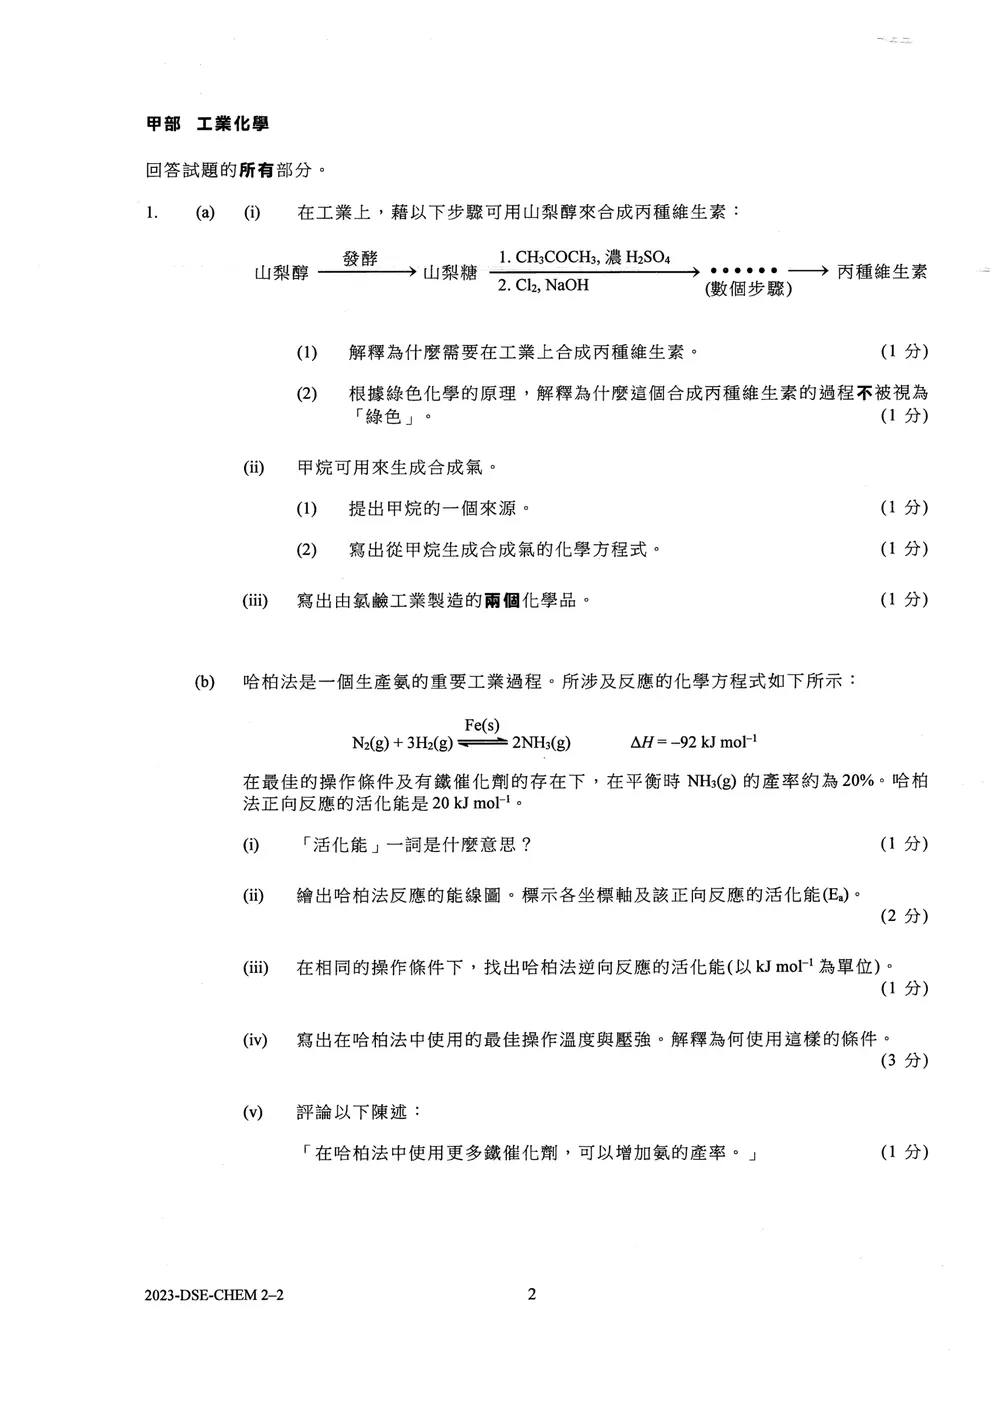 甲部　工業化學
回答試題的所有部分。
1. (a) (i) 在工業上，藉以下步驟可用山梨醇來合成丙種維生素：
山梨醇 發酵 → 山梨糖 1. CH₃COCH₃, 濃 H₂SO₄ → •••••• → 丙種維生素
2. Cl₂, NaOH (數個步驟)
(1) 解釋為什麼需要在工業上合成丙種維生素。 (1 分)
(2) 根據綠色化學的原理，解釋為什麼這個合成丙種維生素的過程不被視為
「綠色」。 (1 分)
(ii) 甲烷可用來生成合成氣。
(1) 提出甲烷的一個來源。 (1 分)
(2) 寫出從甲烷生成合成氣的化學方程式。 (1 分)
(iii) 寫出由氯鹼工業製造的兩個化學品。 (1 分)
(b) 哈柏法是一個生產氨的重要工業過程。所涉及反應的化學方程式如下所示：
Fe(s)
N₂(g) + 3H₂(g) ⇌ 2NH₃(g) ΔH = –92 kJ mol⁻¹
在最佳的操作條件及有鐵催化劑的存在下，在平衡時 NH₃(g) 的產率約為 20%。哈柏
法正向反應的活化能是 20 kJ mol⁻¹。
(i) 「活化能」一詞是什麼意思？ (1 分)
(ii) 繪出哈柏法反應的能線圖。標示各坐標軸及該正向反應的活化能(Eₐ)。
(2 分)
(iii) 在相同的操作條件下，找出哈柏法逆向反應的活化能(以 kJ mol⁻¹ 為單位)。
(1 分)
(iv) 寫出在哈柏法中使用的最佳操作溫度與壓強。解釋為何使用這樣的條件。
(3 分)
(v) 評論以下陳述：
「在哈柏法中使用更多鐵催化劑，可以增加氨的產率。」 (1 分)
2023-DSE-CHEM 2–2 2